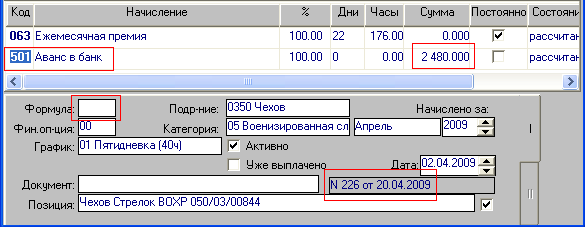 Код Начисление % Дни Часы Сумма Постоянно Состояни
063 Ежемесячная премия 100.00 22 176.00 0.000 рассчитан
501 Аванс в банк 100.00 0 0.00 2 480.000 рассчитан
Формула: Подр-ние: 0350 Чехов Начислено за:
Фин.оп-ция: 00 Категория: 05 Военизированная сл Апрель 2009
График: 01 Пятидневка (40ч) Активно
Уже выплачено Дата: 02.04.2009
Документ: N 226 от 20.04.2009
Позиция: Чехов Стрелок ВОХР 050/03/00844